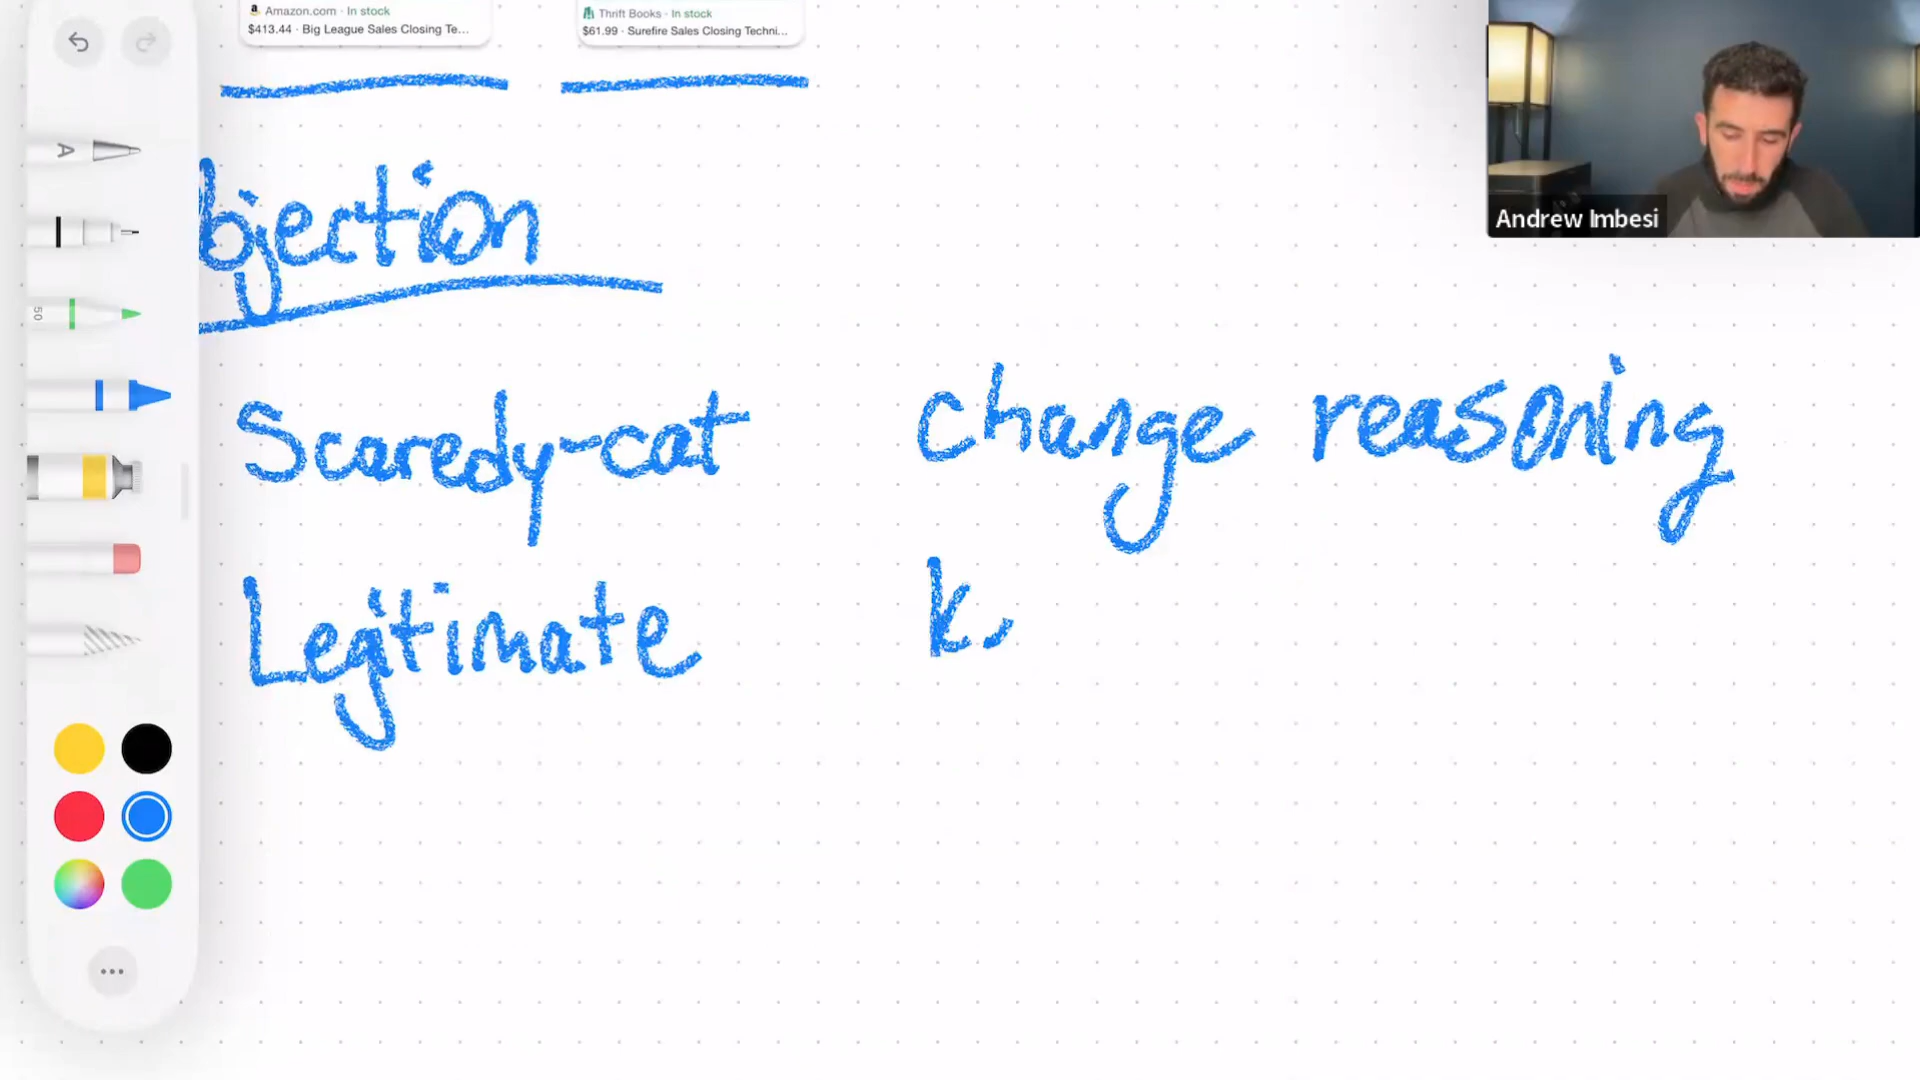 Amazon.com · In stock
$413.44 · Big League Sales Closing Te...
Thrift Books · In stock
$61.99 · Surefire Sales Closing Techni...
Andrew Imbesi
bjection
Scaredy-cat change reasoning
Legitimate k
A
50